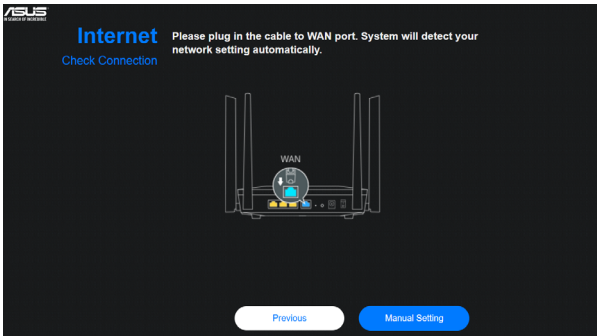 ASUS
IN SEARCH OF INCREDIBLE
Internet
Check Connection
Please plug in the cable to WAN port. System will detect your
network setting automatically.
WAN
Previous
Manual Setting